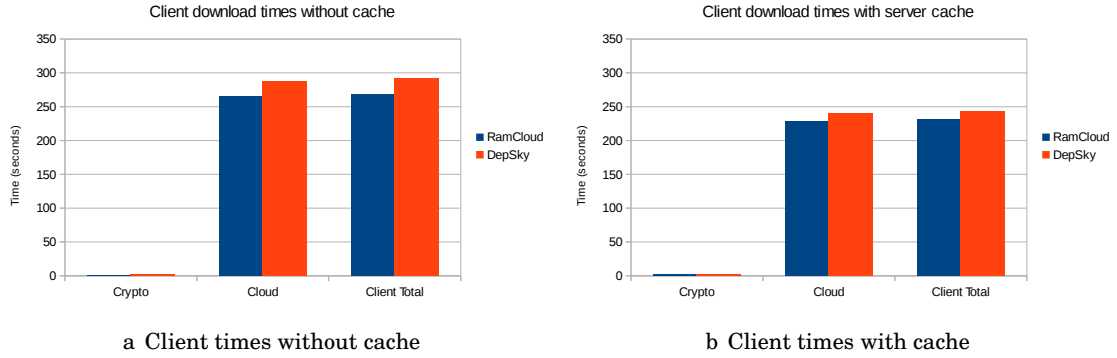 Client download times without cache
350
300
250
200
150
100
50
0
Time (seconds)
Crypto
Cloud
Client Total
RamCloud
DepSky
a Client times without cache
Client download times with server cache
350
300
250
200
150
100
50
0
Time (seconds)
Crypto
Cloud
Client Total
RamCloud
DepSky
b Client times with cache